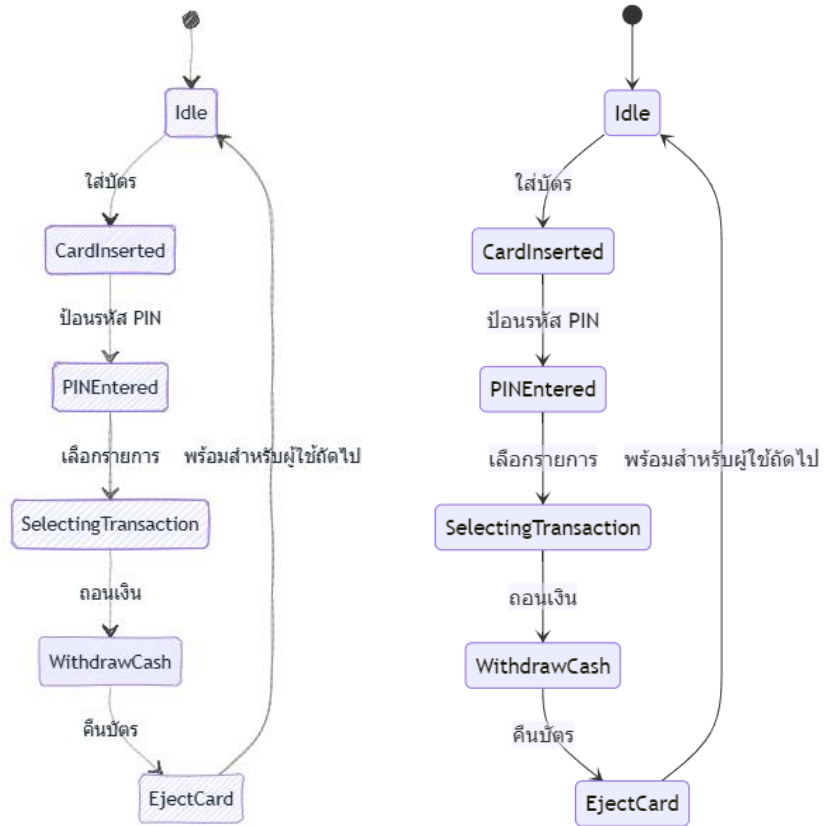 Idle
ใส่บัตร
CardInserted
ป้อนรหัส PIN
PINEntered
เลือกรายการ
พร้อมสำหรับผู้ใช้ถัดไป
SelectingTransaction
ถอนเงิน
WithdrawCash
คืนบัตร
EjectCard
Idle
ใส่บัตร
CardInserted
ป้อนรหัส PIN
PINEntered
เลือกรายการ
พร้อมสำหรับผู้ใช้ถัดไป
SelectingTransaction
ถอนเงิน
WithdrawCash
คืนบัตร
EjectCard